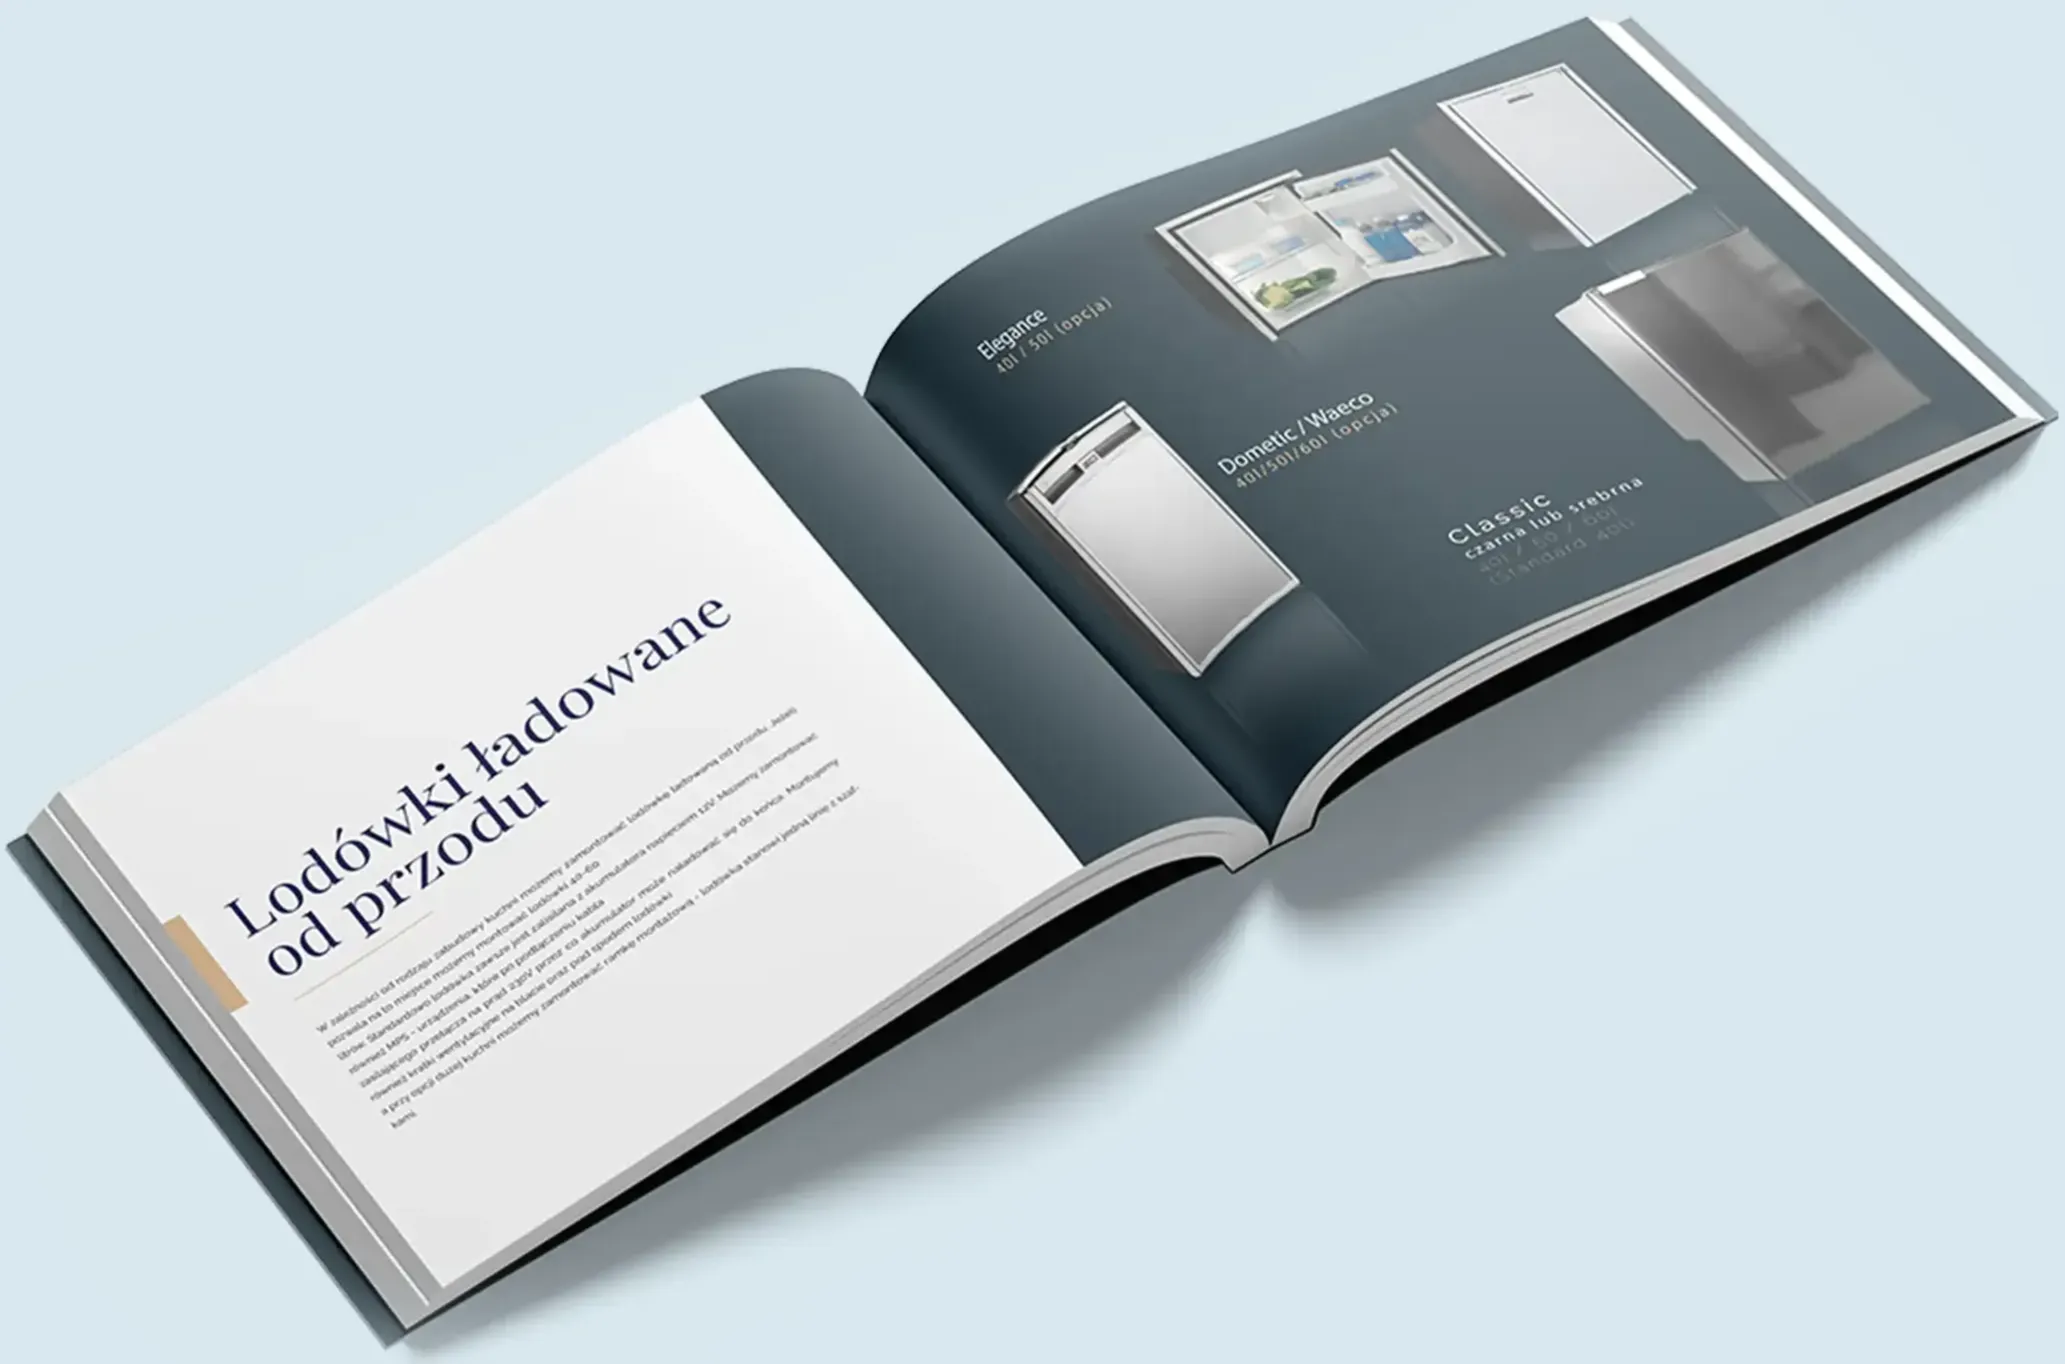 Lodówki ładowane
od przodu
W zależności od rodzaju zabudowy kuchni możemy zamontować lodówkę ładowaną od przodu. Jeżeli
pozwala na to miejsce możemy montować lodówki 40-60
litrów. Standardowo lodówka zawsze jest zasilana z akumulatora napięciem 12V. Możemy zamontować
również MPS - urządzenia, które po podłączeniu kabla
zasilającego przełącza na prąd 230V przez co akumulator może naładować się do końca. Montujemy
również kratki wentylacyjne na blacie oraz pod spodem lodówki
a przy opcji dużej kuchni możemy zamontować ramkę montażową - lodówka stanowi jedną linię z szaf-
kami.
Elegance
40l / 50l (opcja)
Dometic / Waeco
40l/50l/60l (opcja)
Classic
czarna lub srebrna
40l / 50 / 60l
(Standard 40l)